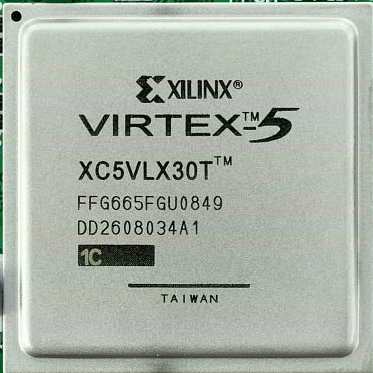 XILINX®
VIRTEX™-5
XC5VLX30T™
FFG665FGU0849
DD2608034A1
1C
TAIWAN